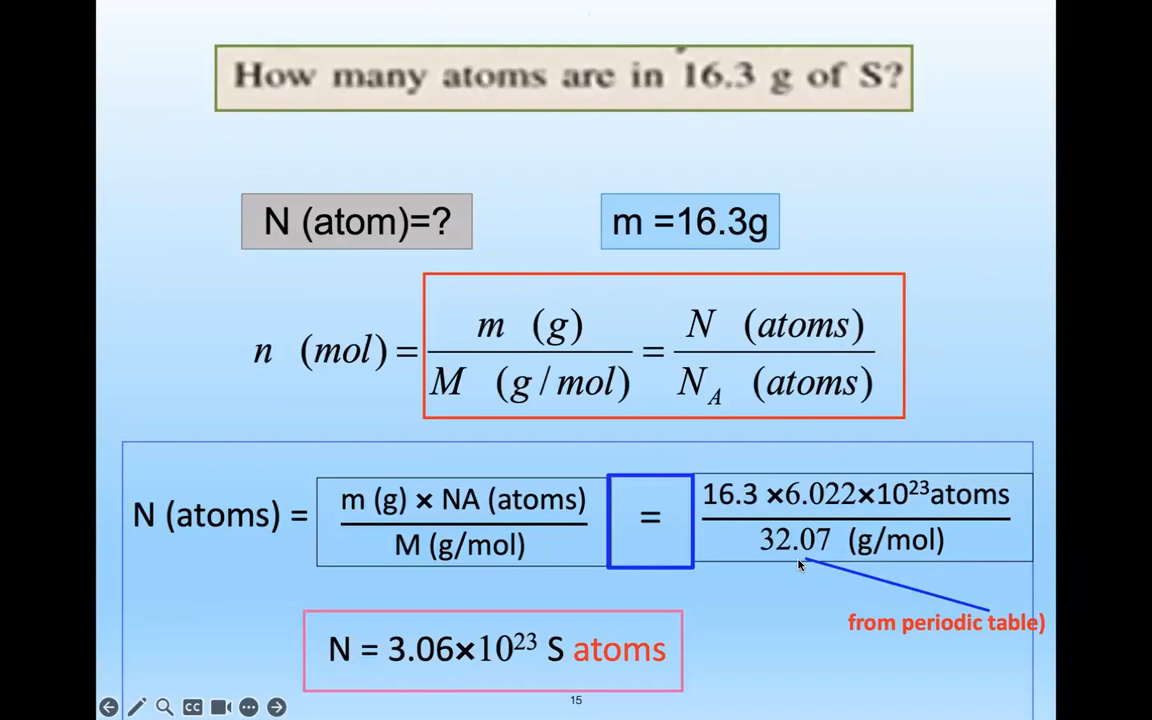 How many atoms are in 16.3 g of S?
N (atom)=? m =16.3g
n (mol) = m (g) / M (g/mol) = N (atoms) / N_A (atoms)
N (atoms) = m (g) × NA (atoms) / M (g/mol) = 16.3 ×6.022×10²³atoms / 32.07 (g/mol)
from periodic table)
N = 3.06×10²³ S atoms
15
CC